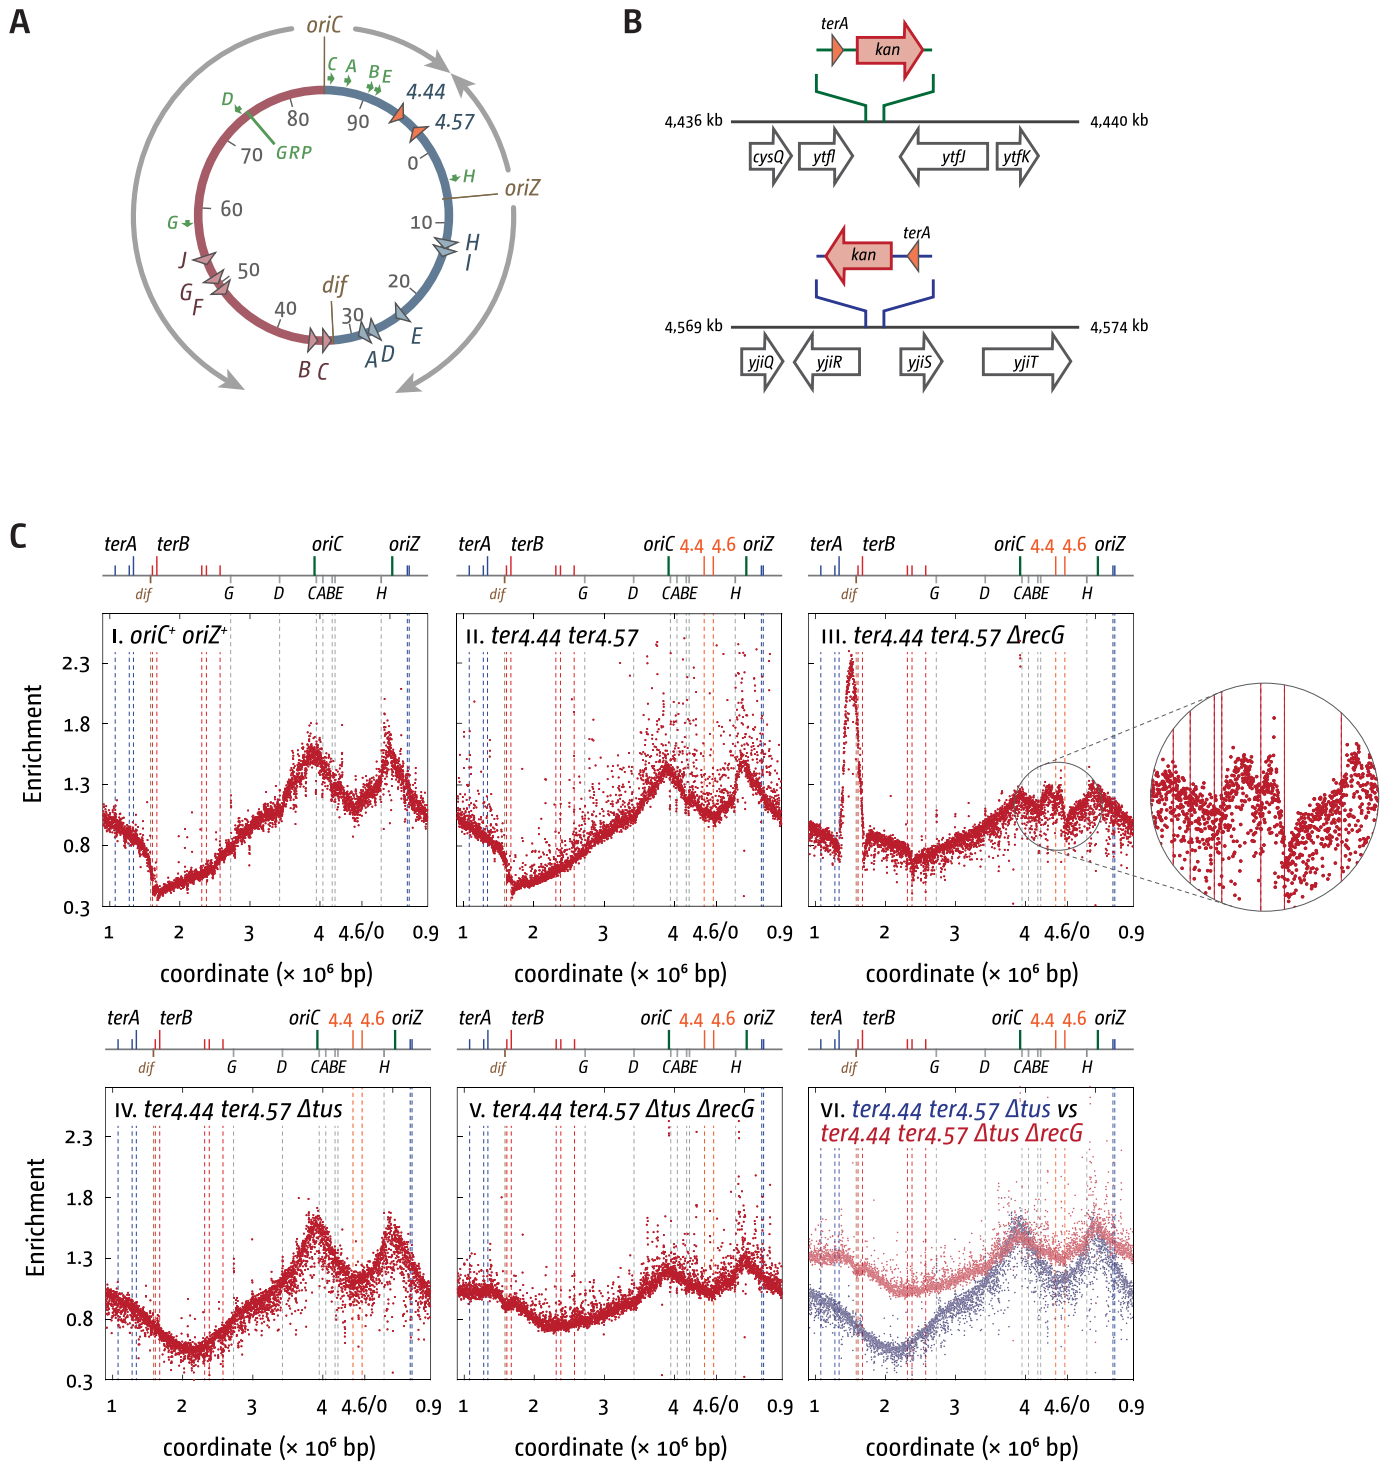 A
oriC
C A B E
4.44
4.57
D
80
90
GRP
70
0
H
oriZ
60
G
10
J
H
I
50
G
F
dif
20
40
30
E
A D
B C
B
terA
kan
4,436 kb
4,440 kb
cysQ
ytfI
ytfJ
ytfK
terA
kan
4,569 kb
4,574 kb
yjiQ
yjiR
yjiS
yjiT
C
terA terB oriC oriZ
dif G D CABE H
I. oriC+ oriZ+
terA terB oriC 4.4 4.6 oriZ
dif G D CABE H
II. ter4.44 ter4.57
terA terB oriC 4.4 4.6 oriZ
dif G D CABE H
III. ter4.44 ter4.57 ΔrecG
Enrichment
2.3
1.8
1.3
0.8
0.3
1 2 3 4 4.6/0 0.9
coordinate (× 10⁶ bp)
1 2 3 4 4.6/0 0.9
coordinate (× 10⁶ bp)
1 2 3 4 4.6/0 0.9
coordinate (× 10⁶ bp)
terA terB oriC 4.4 4.6 oriZ
dif G D CABE H
IV. ter4.44 ter4.57 Δtus
terA terB oriC 4.4 4.6 oriZ
dif G D CABE H
V. ter4.44 ter4.57 Δtus ΔrecG
terA terB oriC 4.4 4.6 oriZ
dif G D CABE H
VI. ter4.44 ter4.57 Δtus vs
ter4.44 ter4.57 Δtus ΔrecG
Enrichment
2.3
1.8
1.3
0.8
0.3
1 2 3 4 4.6/0 0.9
coordinate (× 10⁶ bp)
1 2 3 4 4.6/0 0.9
coordinate (× 10⁶ bp)
1 2 3 4 4.6/0 0.9
coordinate (× 10⁶ bp)